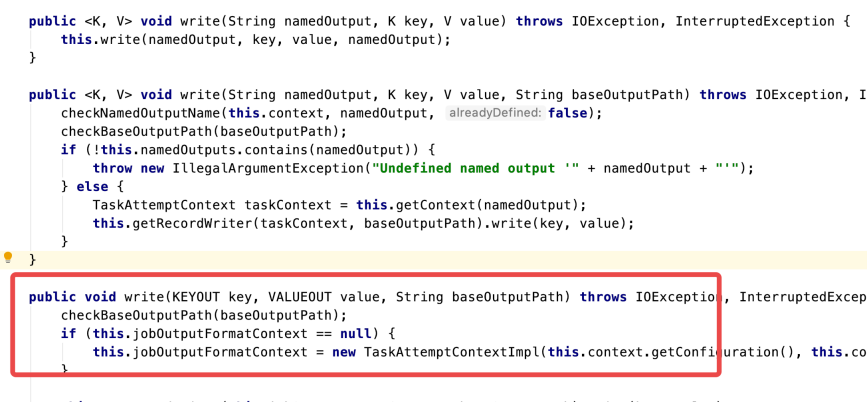 public <K, V> void write(String namedOutput, K key, V value) throws IOException, InterruptedException {
this.write(namedOutput, key, value, namedOutput);
}
public <K, V> void write(String namedOutput, K key, V value, String baseOutputPath) throws IOException, I
checkNamedOutputName(this.context, namedOutput, alreadyDefined: false);
checkBaseOutputPath(baseOutputPath);
if (!this.namedOutputs.contains(namedOutput)) {
throw new IllegalArgumentException("Undefined named output '" + namedOutput + "'");
} else {
TaskAttemptContext taskContext = this.getContext(namedOutput);
this.getRecordWriter(taskContext, baseOutputPath).write(key, value);
}
}
public void write(KEYOUT key, VALUEOUT value, String baseOutputPath) throws IOException, InterruptedExcep
checkBaseOutputPath(baseOutputPath);
if (this.jobOutputFormatContext == null) {
this.jobOutputFormatContext = new TaskAttemptContextImpl(this.context.getConfiguration(), this.co
}